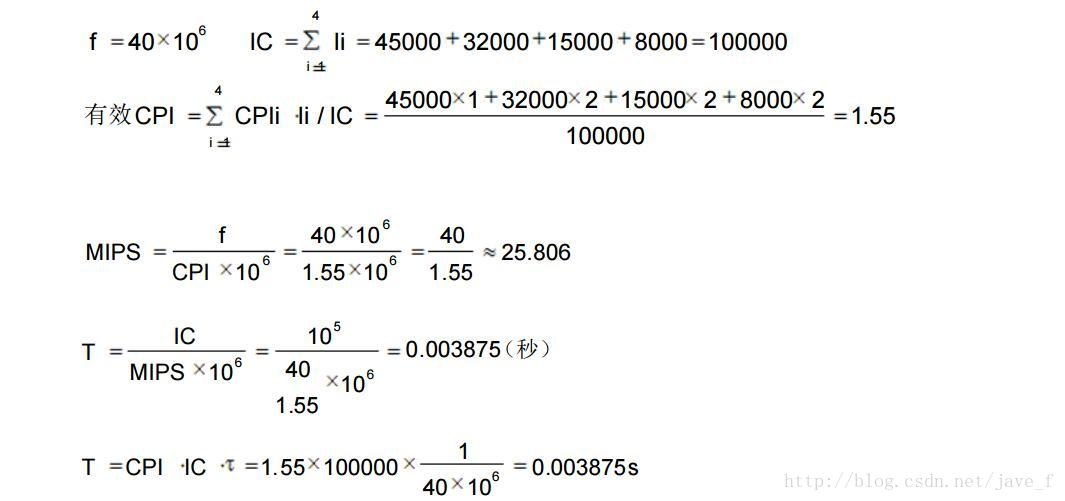 f = 40×10⁶ IC = ∑ᵢ₌₁⁴ Ii = 45000+32000+15000+8000=100000
有效CPI = ∑ᵢ₌₁⁴ CPIi ·Ii / IC = (45000×1+32000×2+15000×2+8000×2)/100000 = 1.55
MIPS = f/(CPI ×10⁶) = (40×10⁶)/(1.55×10⁶) = 40/1.55 ≈ 25.806
T = IC/(MIPS ×10⁶) = 10⁵/(40/1.55 ×10⁶) = 0.003875（秒）
T = CPI ·IC ·τ = 1.55×100000× 1/(40×10⁶) = 0.003875s
http://blog.csdn.net/jave_f